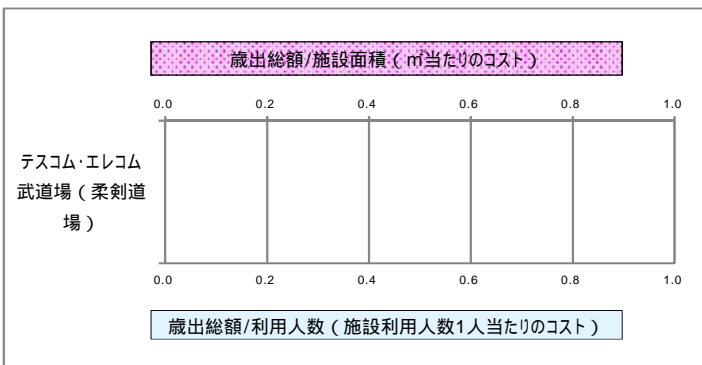 歳出総額/施設面積（㎡当たりのコスト）
0.0 0.2 0.4 0.6 0.8 1.0
テスコム･エレコム
武道場（柔剣道
場）
0.0 0.2 0.4 0.6 0.8 1.0
歳出総額/利用人数（施設利用人数1人当たりのコスト）